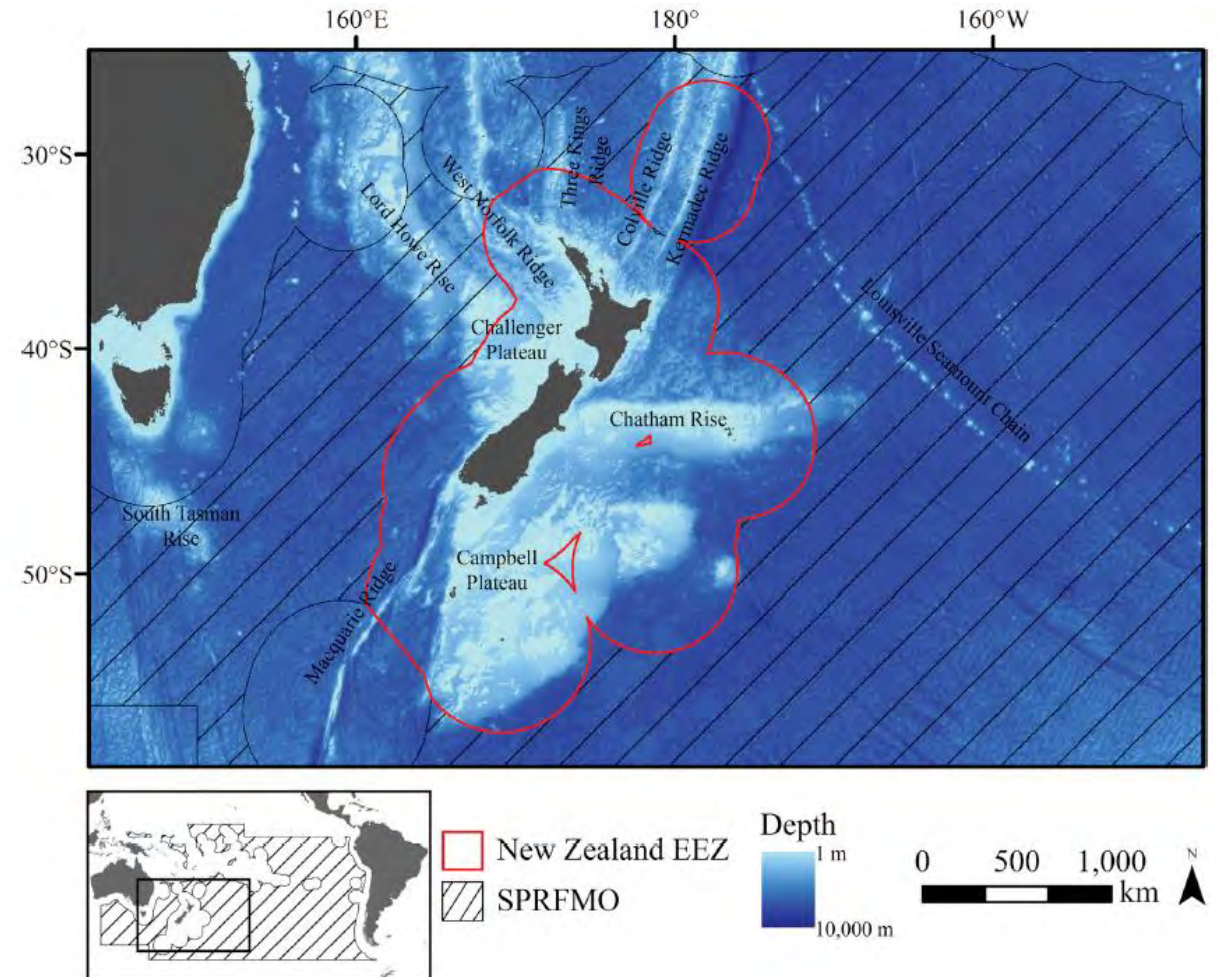 160°E
180°
160°W
30°S
40°S
50°S
Lord Howe Rise
West Norfolk Ridge
Three Kings
Ridge
Colville Ridge
Kermadec Ridge
Louisville Seamount Chain
Challenger
Plateau
Chatham Rise
South Tasman
Rise
Campbell
Plateau
Macquarie Ridge
New Zealand EEZ
SPRFMO
Depth
1 m
10,000 m
0 500 1,000
km
N